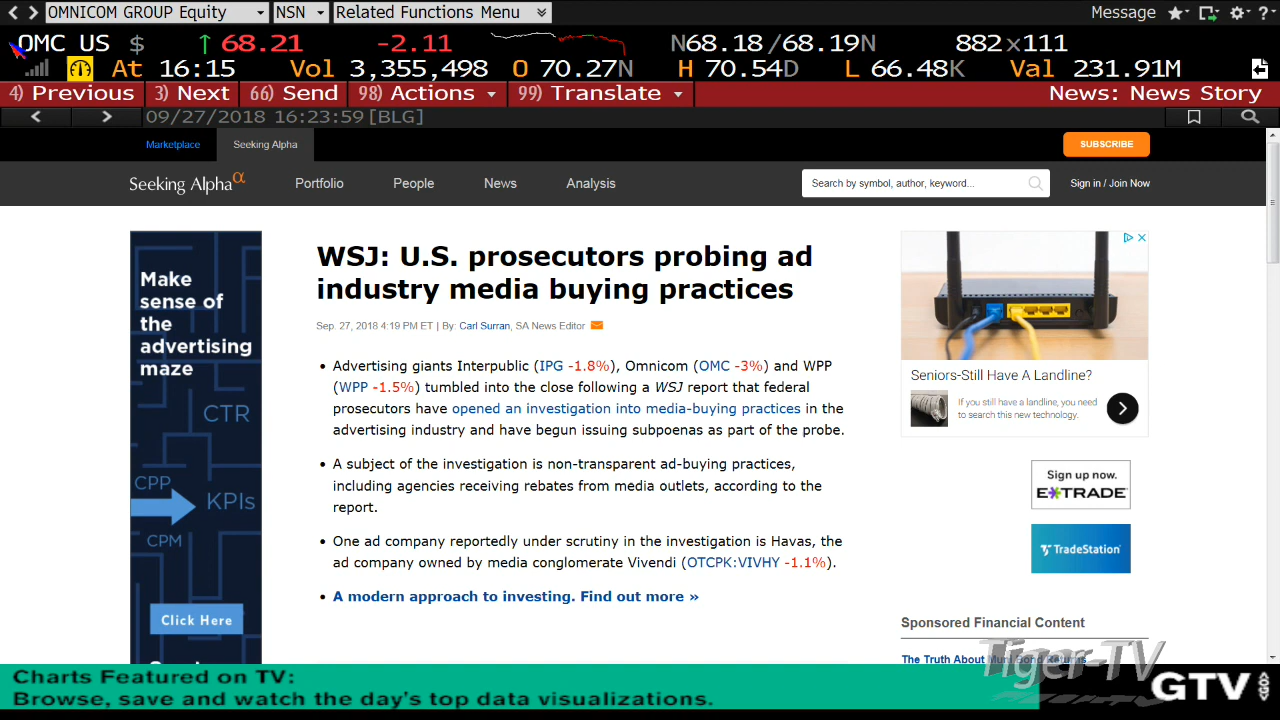 OMNICOM GROUP Equity NSN Related Functions Menu Message
OMC US $ ↑ 68.21 -2.11 N68.18/68.19N 882x111
At 16:15 Vol 3,355,498 O 70.27N H 70.54D L 66.48K Val 231.91M
4) Previous 3) Next 66) Send 98) Actions 99) Translate News: News Story
09/27/2018 16:23:59[BLG]
Marketplace Seeking Alpha SUBSCRIBE
Seeking Alpha α Portfolio People News Analysis Search by symbol, author, keyword... Sign in / Join Now
Make
sense of
the
advertising
maze
CTR
CPP
KPIs
CPM
Click Here
WSJ: U.S. prosecutors probing ad
industry media buying practices
Sep. 27, 2018 4:19 PM ET | By: Carl Surran, SA News Editor
• Advertising giants Interpublic (IPG -1.8%), Omnicom (OMC -3%) and WPP
(WPP -1.5%) tumbled into the close following a WSJ report that federal
prosecutors have opened an investigation into media-buying practices in the
advertising industry and have begun issuing subpoenas as part of the probe.
• A subject of the investigation is non-transparent ad-buying practices,
including agencies receiving rebates from media outlets, according to the
report.
• One ad company reportedly under scrutiny in the investigation is Havas, the
ad company owned by media conglomerate Vivendi (OTCPK:VIVHY -1.1%).
• A modern approach to investing. Find out more »
Seniors-Still Have A Landline?
If you still have a landline, you need
to search this new technology.
Sign up now.
E*TRADE
TradeStation
Sponsored Financial Content
The Truth About Muni Bond Returns
Tiger-TV
Charts Featured on TV:
Browse, save and watch the day's top data visualizations.
GTV